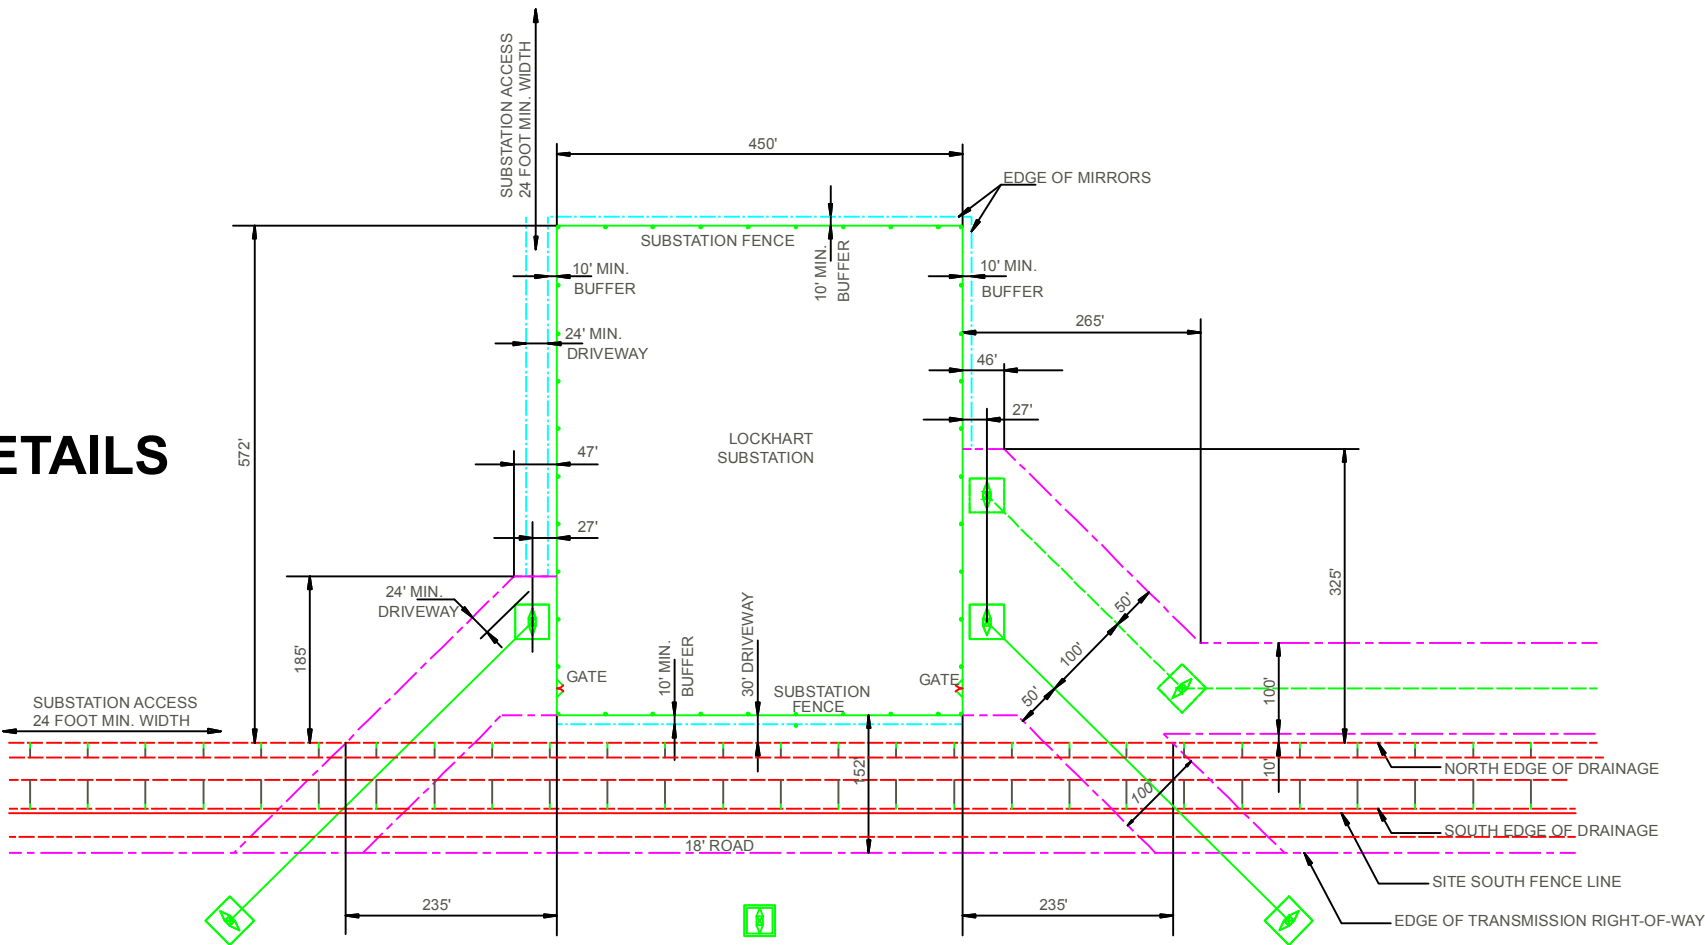 SUBSTATION ACCESS
24 FOOT MIN. WIDTH
450'
EDGE OF MIRRORS
SUBSTATION FENCE
10' MIN.
BUFFER
10' MIN.
BUFFER
10' MIN.
BUFFER
265'
24' MIN.
DRIVEWAY
46'
27'
ETAILS
572'
47'
LOCKHART
SUBSTATION
27'
325'
24' MIN.
DRIVEWAY
185'
50'
100'
50'
10' MIN.
BUFFER
30' DRIVEWAY
GATE
GATE
SUBSTATION
FENCE
SUBSTATION ACCESS
24 FOOT MIN. WIDTH
100'
152'
10'
100'
NORTH EDGE OF DRAINAGE
SOUTH EDGE OF DRAINAGE
18' ROAD
SITE SOUTH FENCE LINE
235'
235'
EDGE OF TRANSMISSION RIGHT-OF-WAY